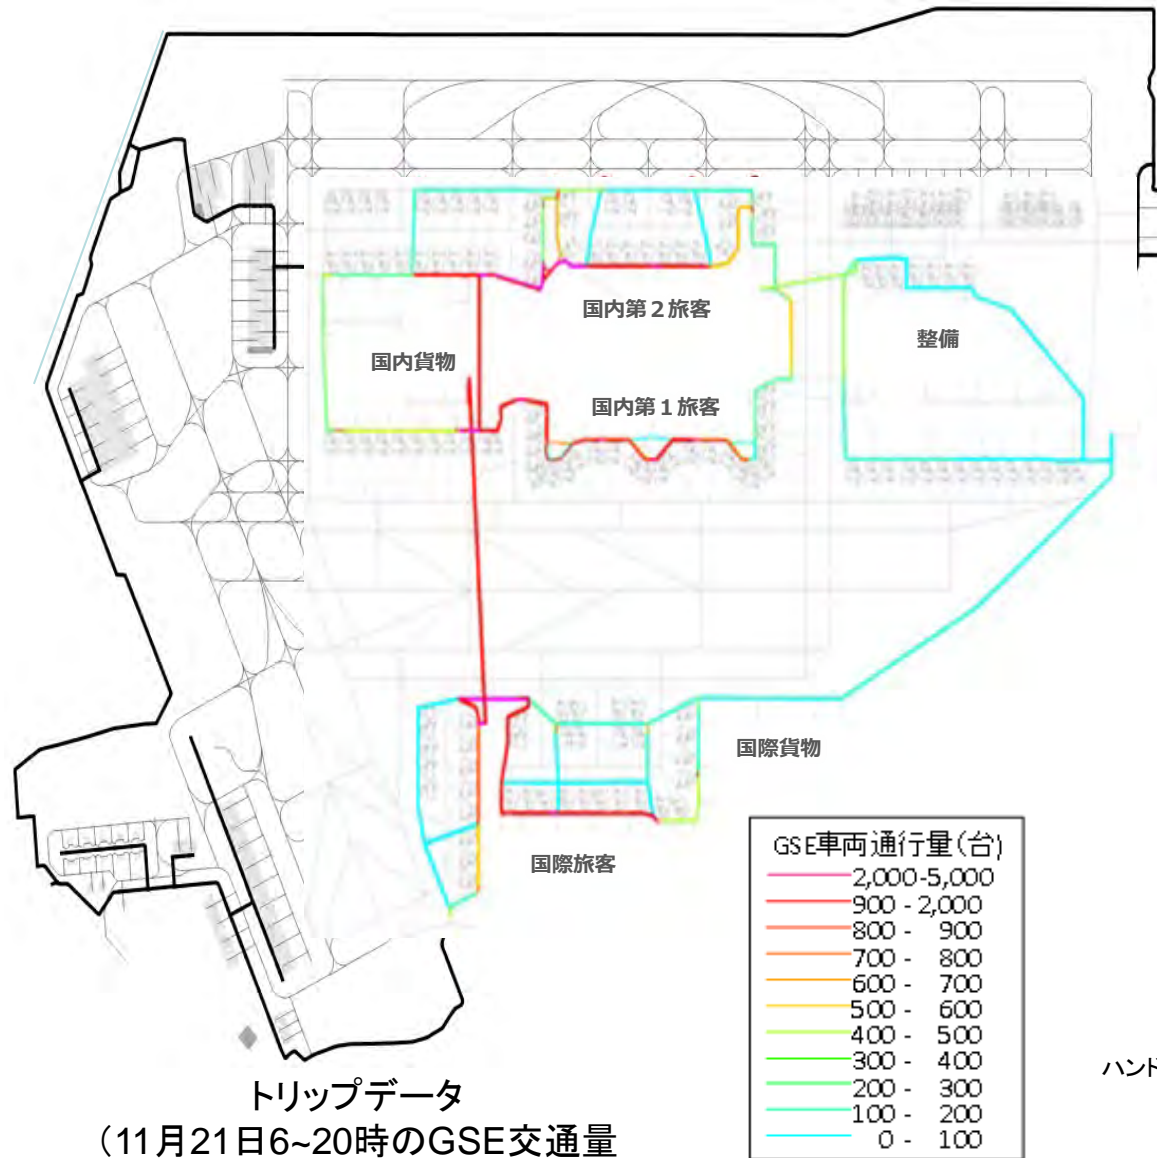 国内第２旅客
整備
国内貨物
国内第１旅客
国際貨物
国際旅客
GSE車両通行量(台)
2,000-5,000
900 - 2,000
800 - 900
700 - 800
600 - 700
500 - 600
400 - 500
300 - 400
200 - 300
100 - 200
0 - 100
ハンド
トリップデータ
（11月21日6~20時のGSE交通量